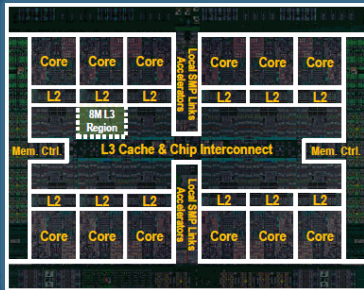 Core Core Core Core Core Core
Local SMP Links
Accelerators
L2 L2 L2 L2 L2 L2
8M L3
Region
Mem. Ctrl. L3 Cache & Chip Interconnect Mem. Ctrl.
Local SMP Links
Accelerators
L2 L2 L2 L2 L2 L2
Core Core Core Core Core Core